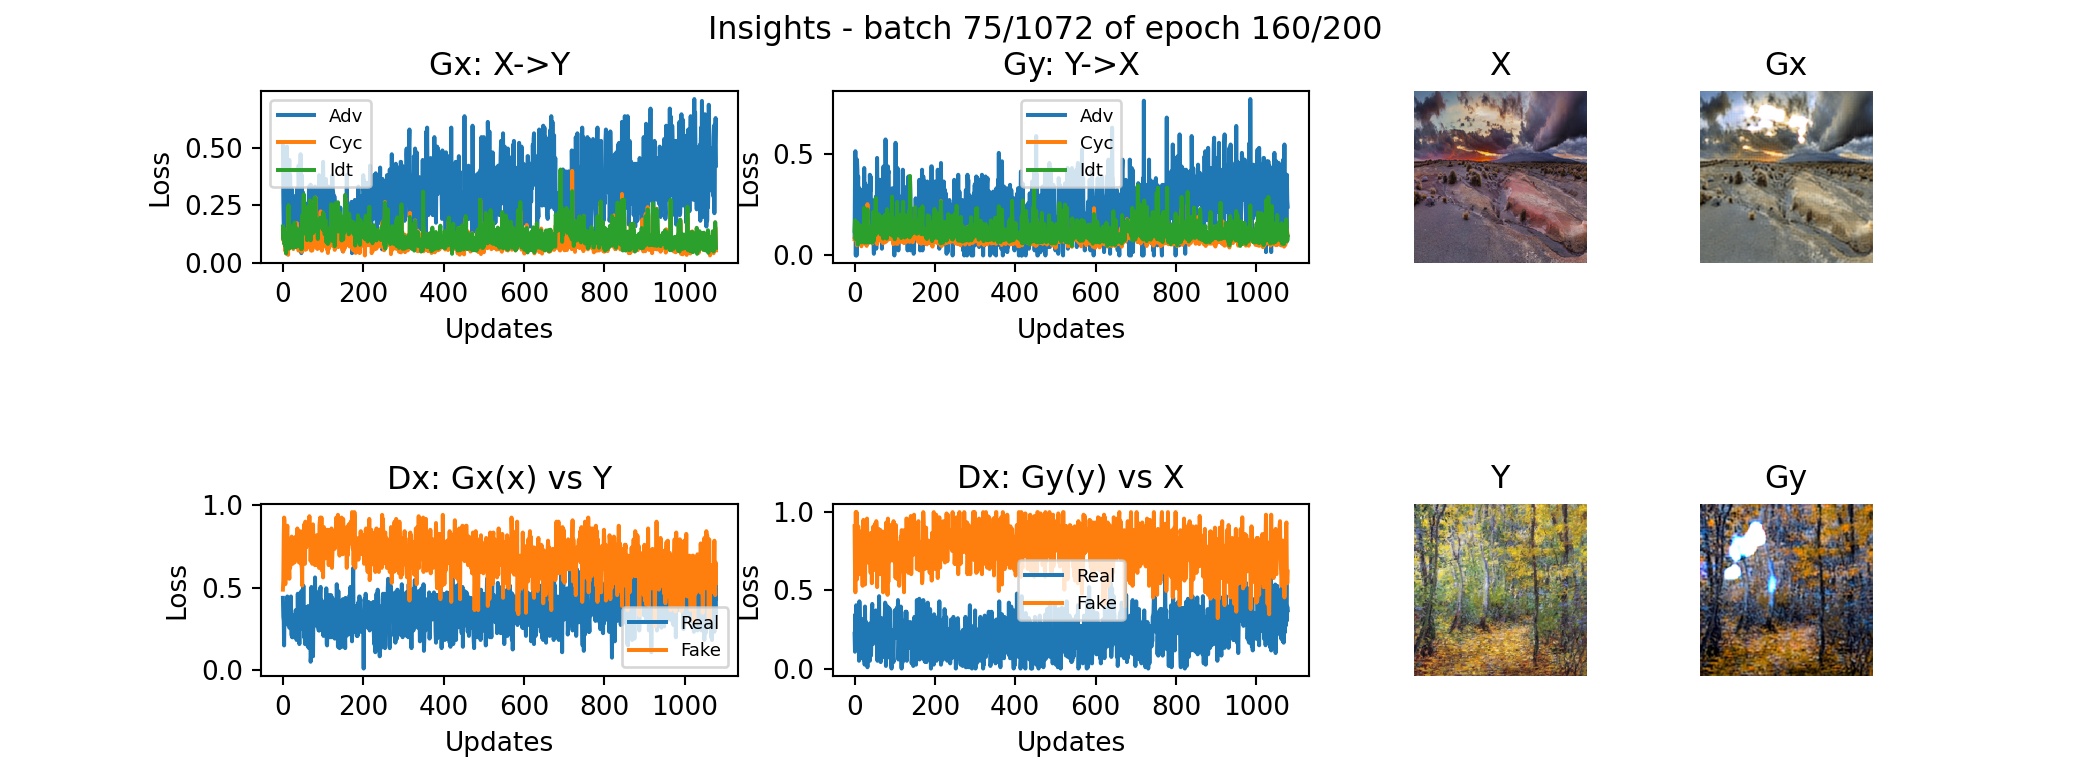 Insights - batch 75/1072 of epoch 160/200
Gx: X->Y
Loss
0.50
0.25
0.00
Adv
Cyc
Idt
0 200 400 600 800 1000
Updates
Gy: Y->X
Loss
0.5
0.0
Adv
Cyc
Idt
0 200 400 600 800 1000
Updates
X
Gx
Dx: Gx(x) vs Y
Loss
1.0
0.5
0.0
Real
Fake
0 200 400 600 800 1000
Updates
Dx: Gy(y) vs X
Loss
1.0
0.5
0.0
Real
Fake
0 200 400 600 800 1000
Updates
Y
Gy